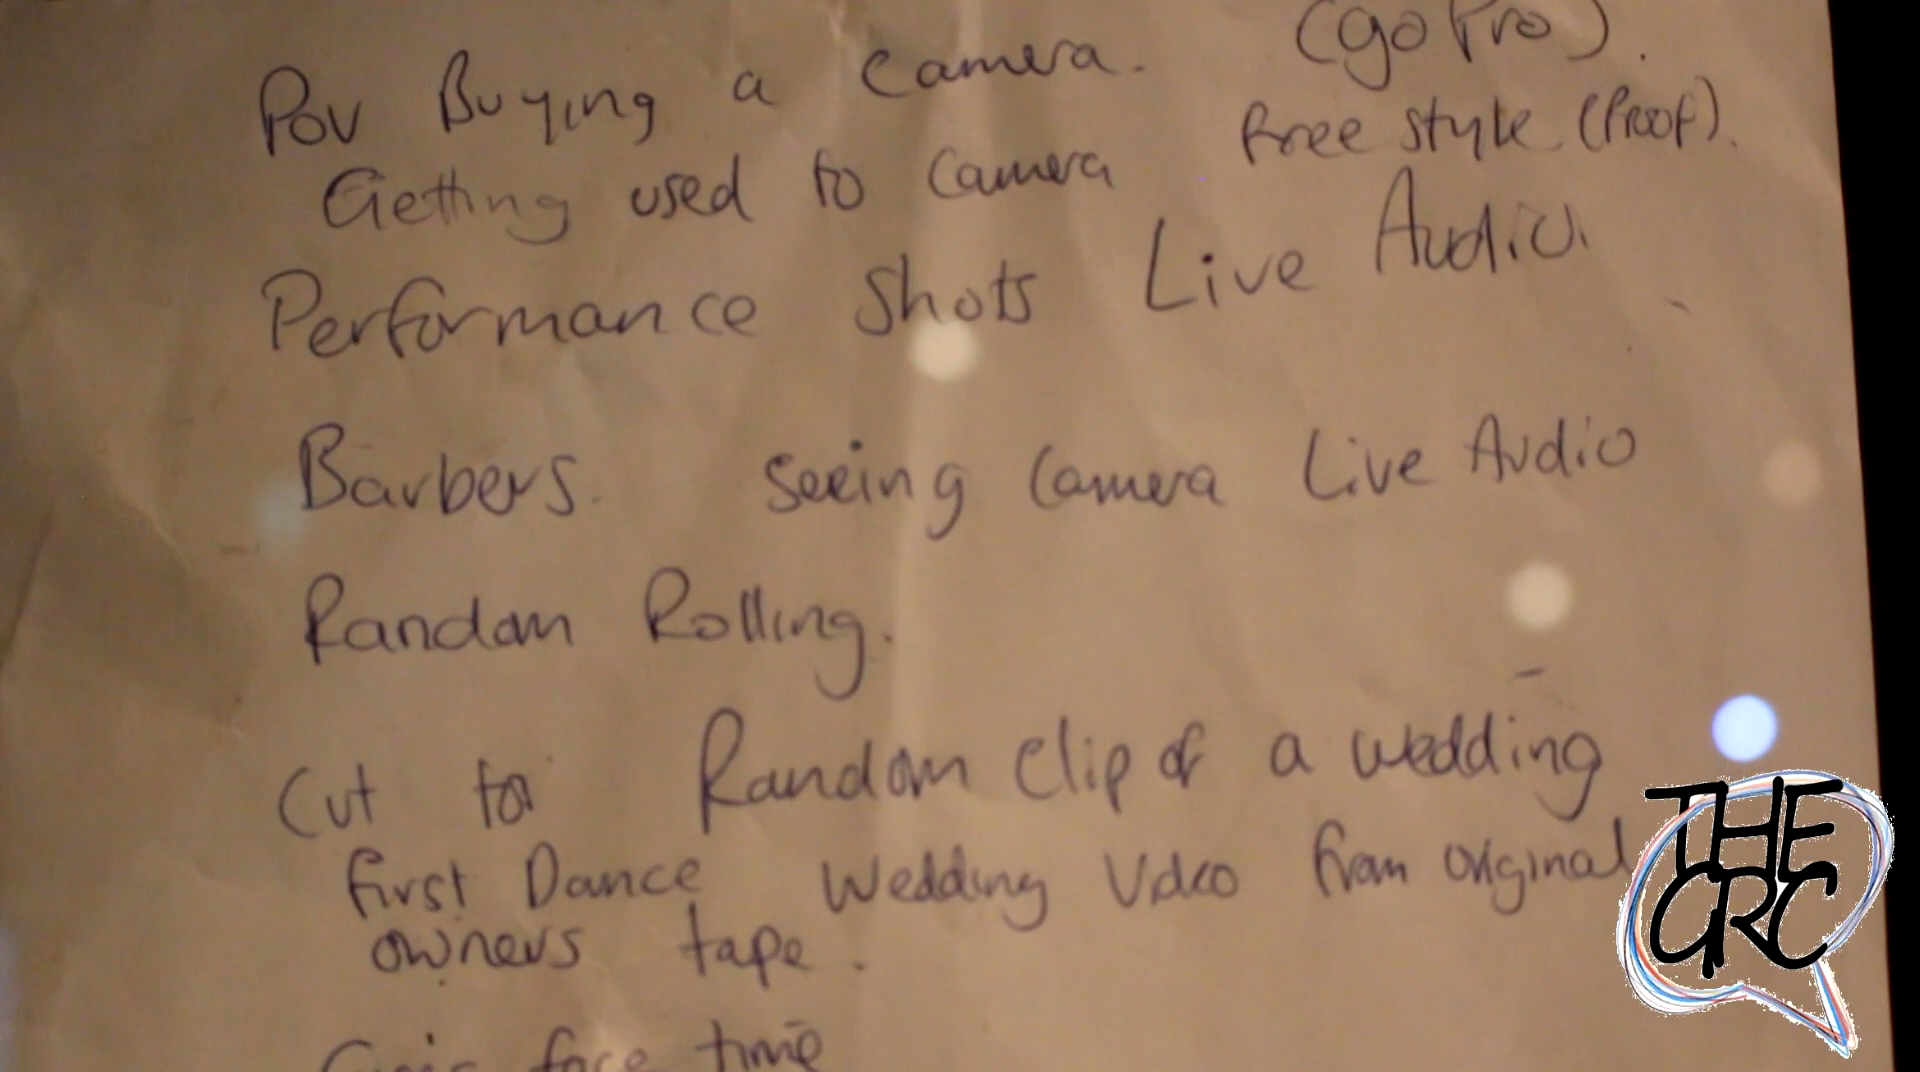 Pov Buying a camera. (go Pro).
Getting used to camera free style (Proof).
Performance Shots Live Audio.
Barbers. Seeing Camera Live Audio
Random Rolling.
Cut to Random Clip of a wedding
first Dance Wedding Video from original
owners tape.
face time
THE
CRC